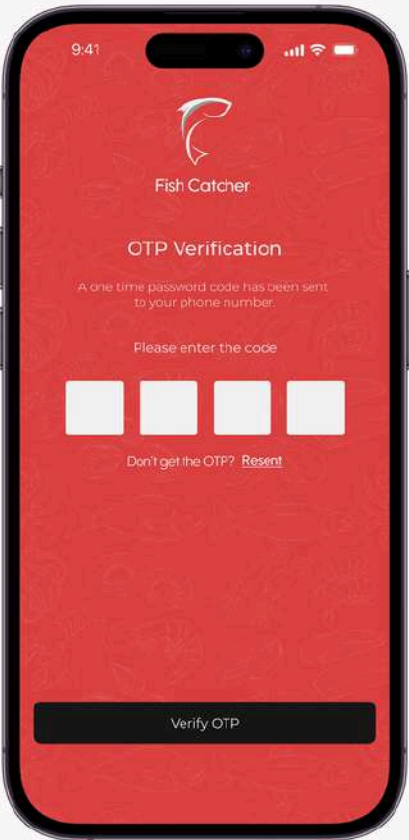 9:41
Fish Catcher
OTP Verification
A one time password code has been sent
to your phone number.
Please enter the code
Don't get the OTP? Resent
Verify OTP